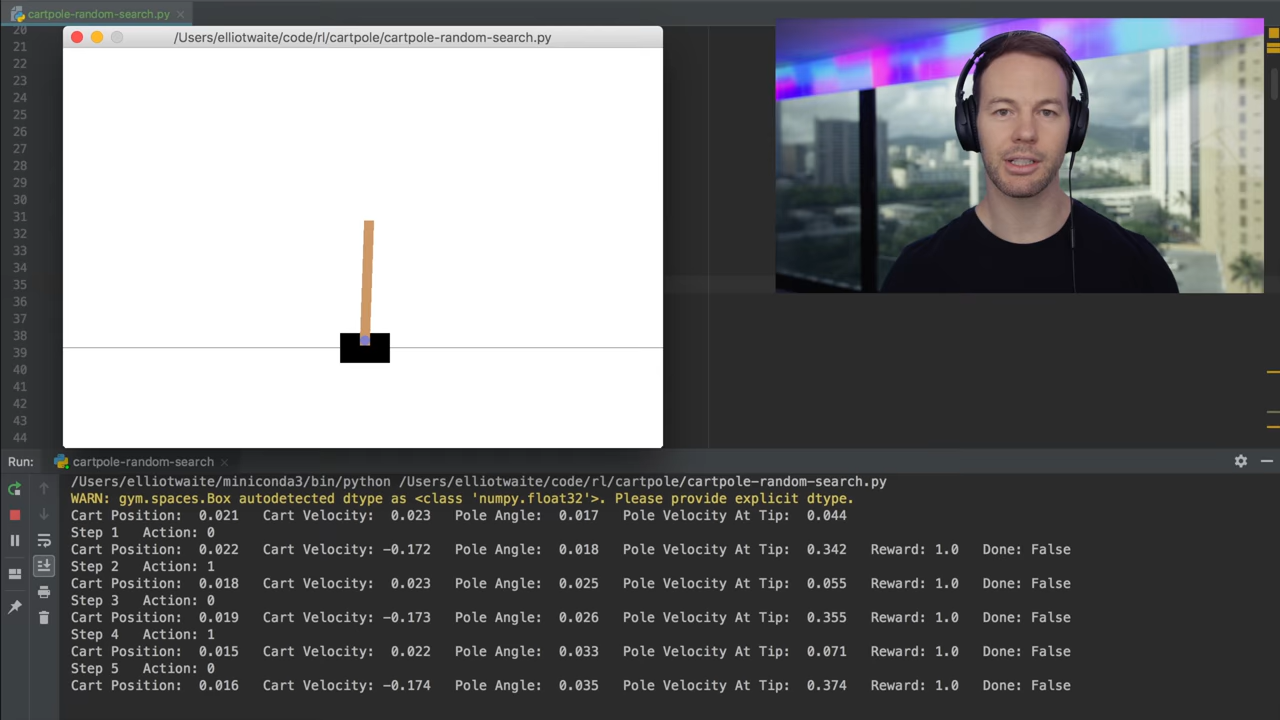 cartpole-random-search.py
/Users/elliotwaite/code/rl/cartpole/cartpole-random-search.py
20
21
22
23
24
25
26
27
28
29
30
31
32
33
34
35
36
37
38
39
40
41
42
43
44
Run: cartpole-random-search
/Users/elliotwaite/miniconda3/bin/python /Users/elliotwaite/code/rl/cartpole/cartpole-random-search.py
WARN: gym.spaces.Box autodetected dtype as <class 'numpy.float32'>. Please provide explicit dtype.
Cart Position: 0.021 Cart Velocity: 0.023 Pole Angle: 0.017 Pole Velocity At Tip: 0.044
Step 1 Action: 0
Cart Position: 0.022 Cart Velocity: -0.172 Pole Angle: 0.018 Pole Velocity At Tip: 0.342 Reward: 1.0 Done: False
Step 2 Action: 1
Cart Position: 0.018 Cart Velocity: 0.023 Pole Angle: 0.025 Pole Velocity At Tip: 0.055 Reward: 1.0 Done: False
Step 3 Action: 0
Cart Position: 0.019 Cart Velocity: -0.173 Pole Angle: 0.026 Pole Velocity At Tip: 0.355 Reward: 1.0 Done: False
Step 4 Action: 1
Cart Position: 0.015 Cart Velocity: 0.022 Pole Angle: 0.033 Pole Velocity At Tip: 0.071 Reward: 1.0 Done: False
Step 5 Action: 0
Cart Position: 0.016 Cart Velocity: -0.174 Pole Angle: 0.035 Pole Velocity At Tip: 0.374 Reward: 1.0 Done: False